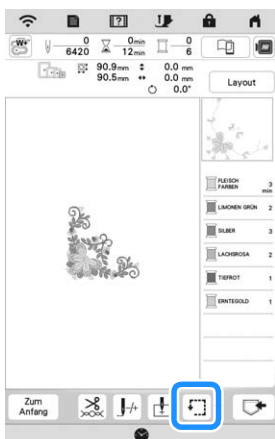 W+
0
6420
0min
12min
0
6
90.9mm
90.5mm
0.0 mm
0.0 mm
0.0°
Layout
FLEISCH
FARBEN
3
min
LIMONEN GRÜN
2
SILBER
3
LACHSROSA
2
TIEFROT
1
ERNTEGOLD
1
Zum
Anfang
-/+